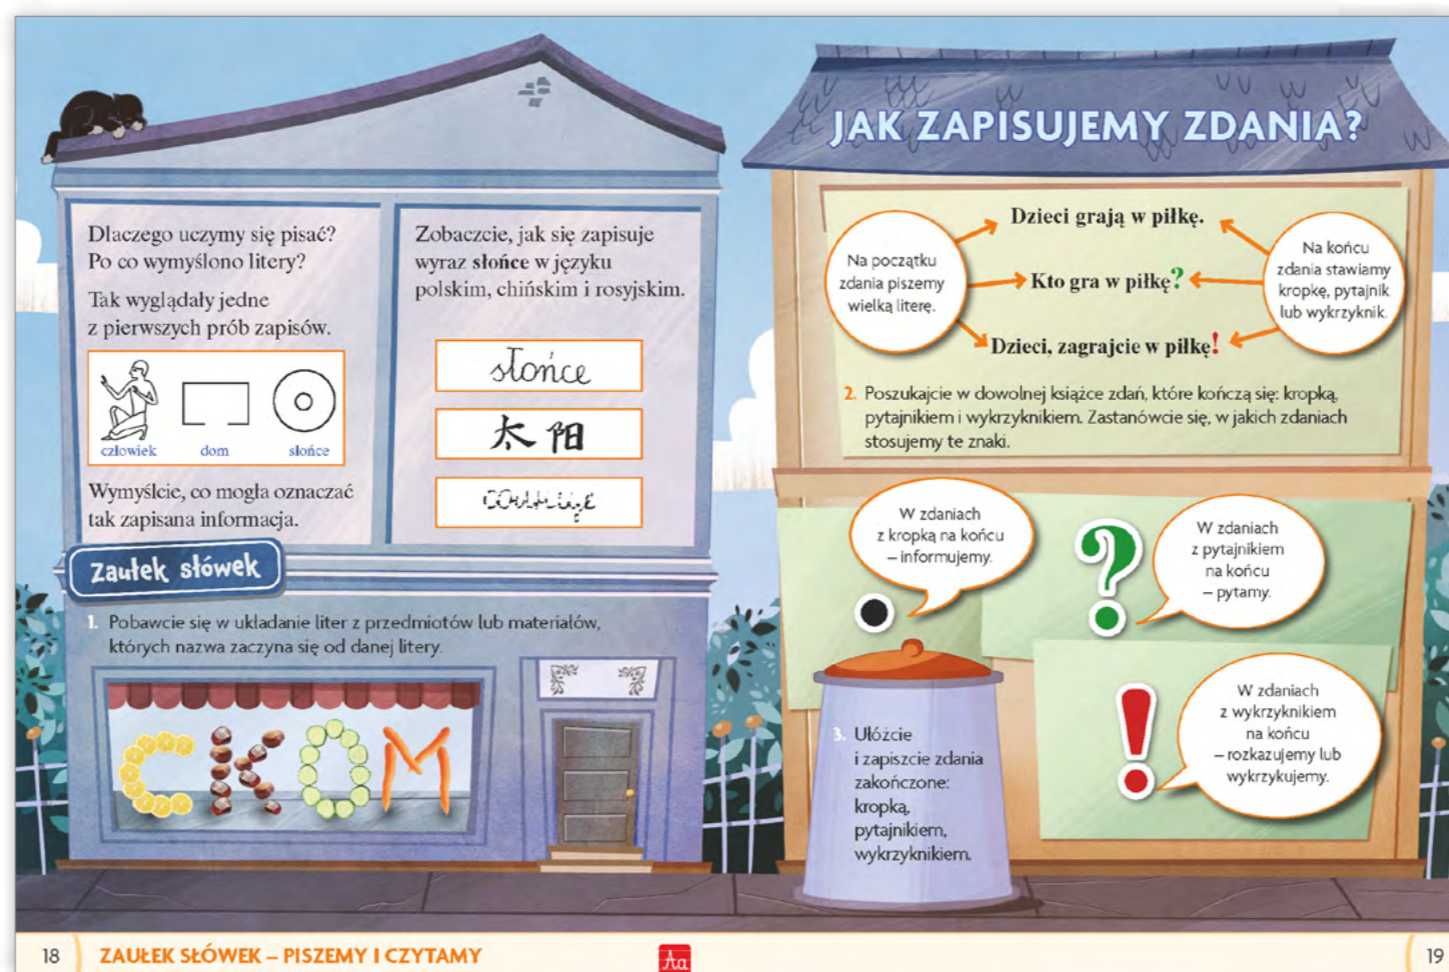 Dlaczego uczymy się pisać?
Po co wymyślono litery?
Tak wyglądały jedne
z pierwszych prób zapisów.
człowiek
dom
słońce
Wymyślcie, co mogła oznaczać
tak zapisana informacja.
Zobaczcie, jak się zapisuje
wyraz słońce w języku
polskim, chińskim i rosyjskim.
słońce
太阳
Zaułek słówek
1. Pobawcie się w układanie liter z przedmiotów lub materiałów,
których nazwa zaczyna się od danej litery.
CKOM
18
ZAUŁEK SŁÓWEK – PISZEMY I CZYTAMY
Aa
JAK ZAPISUJEMY ZDANIA?
Na początku
zdania piszemy
wielką literę.
Dzieci grają w piłkę.
Kto gra w piłkę?
Dzieci, zagrajcie w piłkę!
Na końcu
zdania stawiamy
kropkę, pytajnik
lub wykrzyknik.
2. Poszukajcie w dowolnej książce zdań, które kończą się: kropką,
pytajnikiem i wykrzyknikiem. Zastanówcie się, w jakich zdaniach
stosujemy te znaki.
W zdaniach
z kropką na końcu
– informujemy.
.
W zdaniach
z pytajnikiem
na końcu
– pytamy.
?
W zdaniach
z wykrzyknikiem
na końcu
– rozkazujemy lub
wykrzykujemy.
!
3. Ułóżcie
i zapiszcie zdania
zakończone:
kropką,
pytajnikiem,
wykrzyknikiem.
19